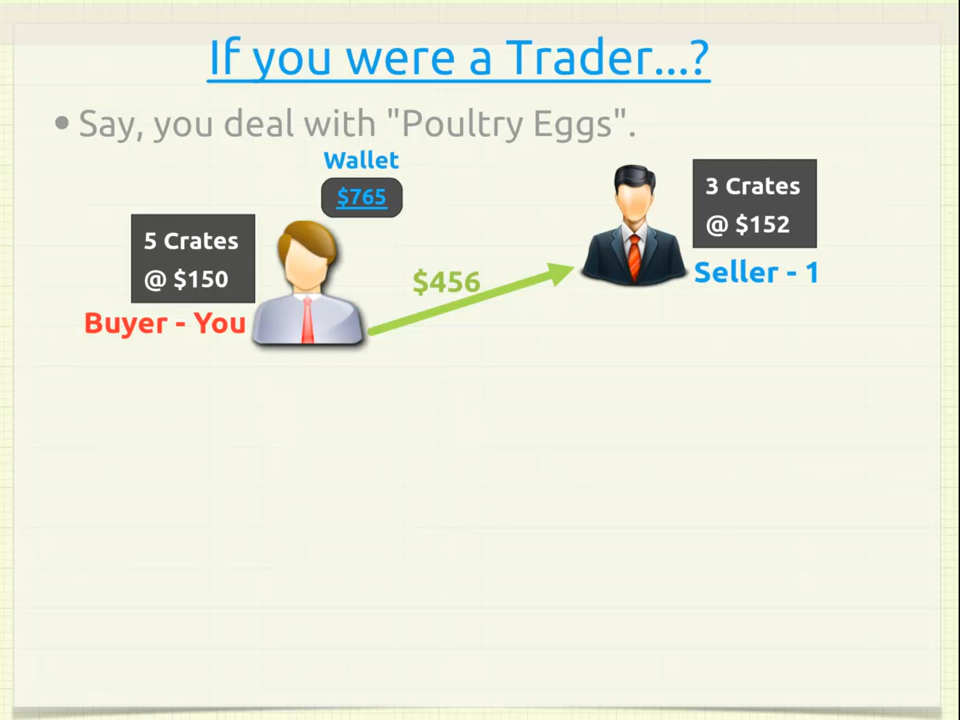 If you were a Trader...?
• Say, you deal with "Poultry Eggs".
Wallet
$765
5 Crates
@ $150
Buyer - You
$456
3 Crates
@ $152
Seller - 1